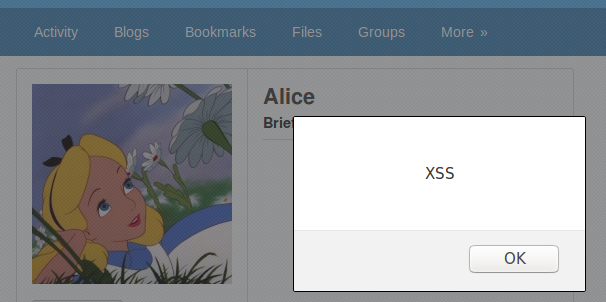 Activity Blogs Bookmarks Files Groups More »
Alice
Brief
XSS
OK